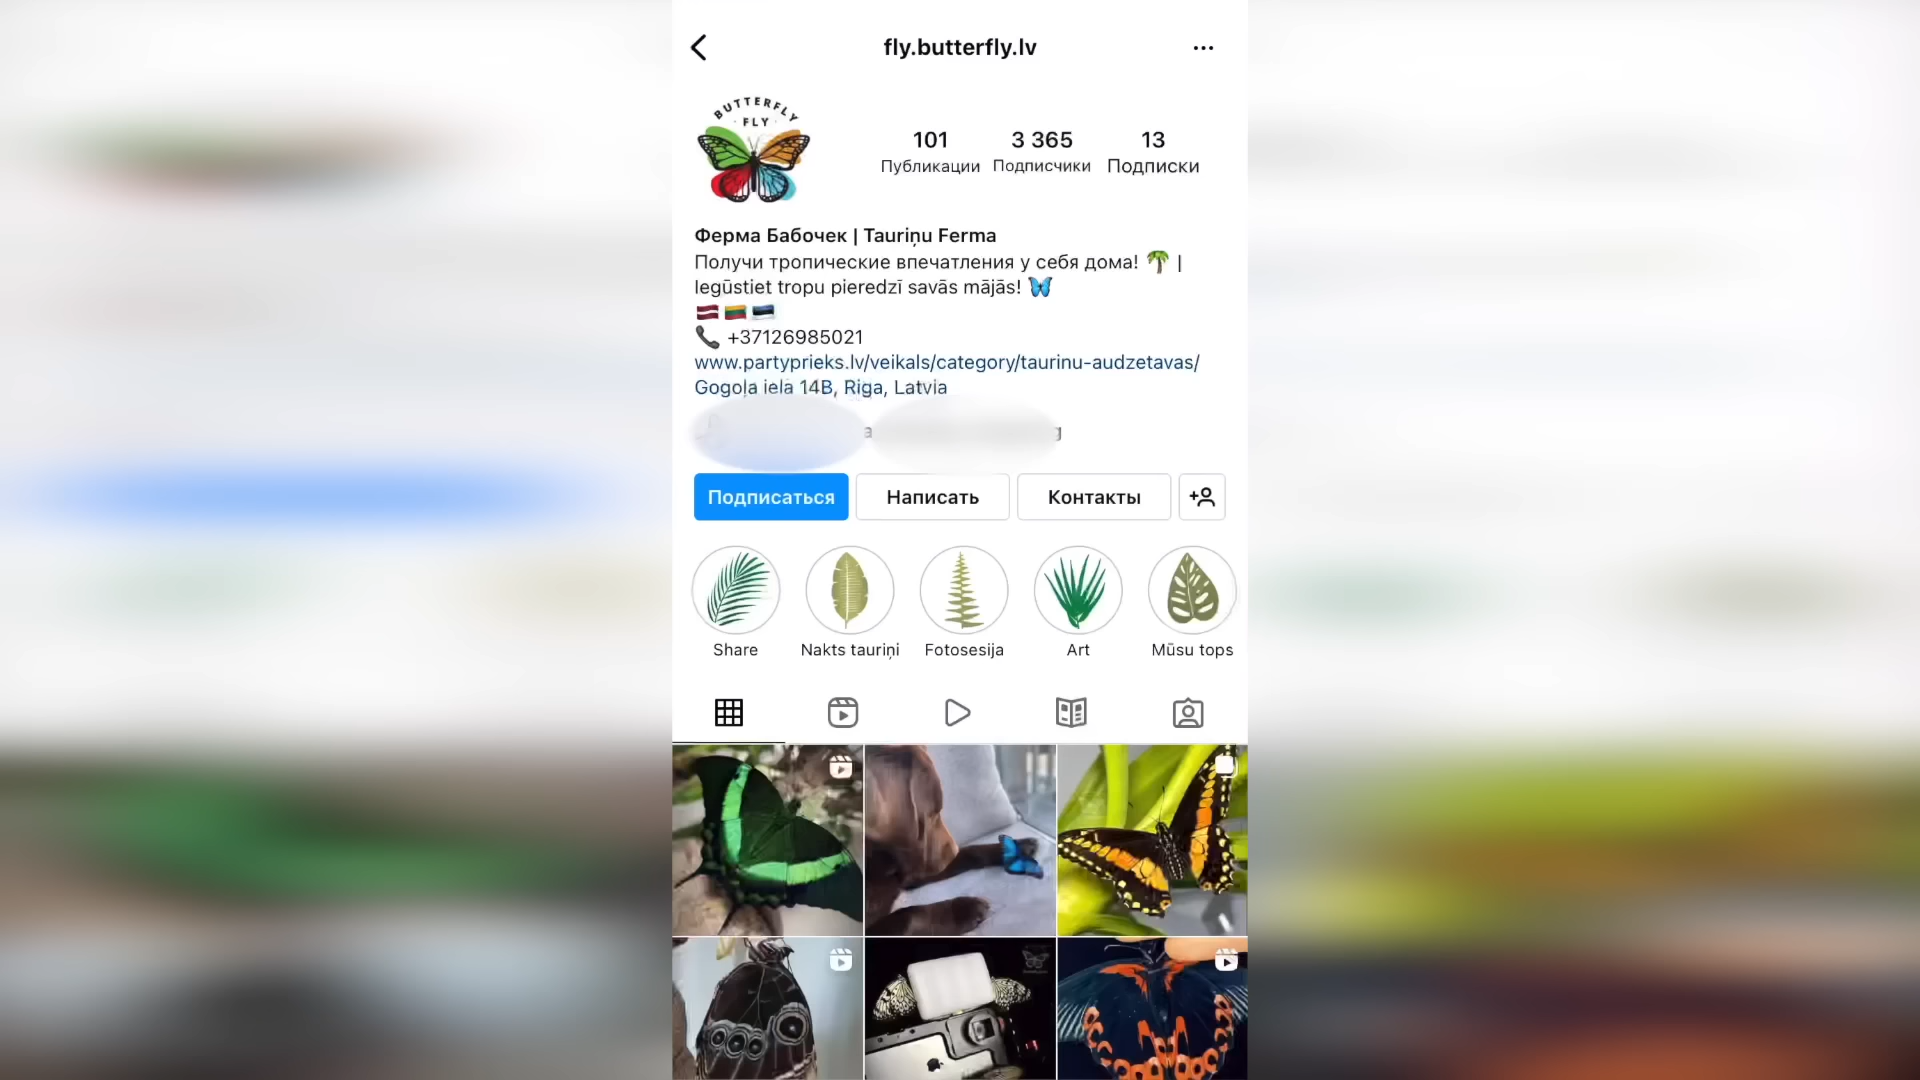 fly.butterfly.lv
BUTTERFLY
FLY
101
3 365
13
Публикации
Подписчики
Подписки
Ферма Бабочек | Tauriņu Ferma
Получи тропические впечатления у себя дома! 🌴 |
Iegūstiet tropu pieredzī savās mājās! 🦋
🇱🇻 🇱🇹 🇪🇪
📞 +37126985021
www.partyprieks.lv/veikals/category/taurinu-audzetavas/
Gogoļa ielā 14B, Riga, Latvia
Подписаться
Написать
Контакты
Share
Nakts tauriņi
Fotosesija
Art
Mūsu tops